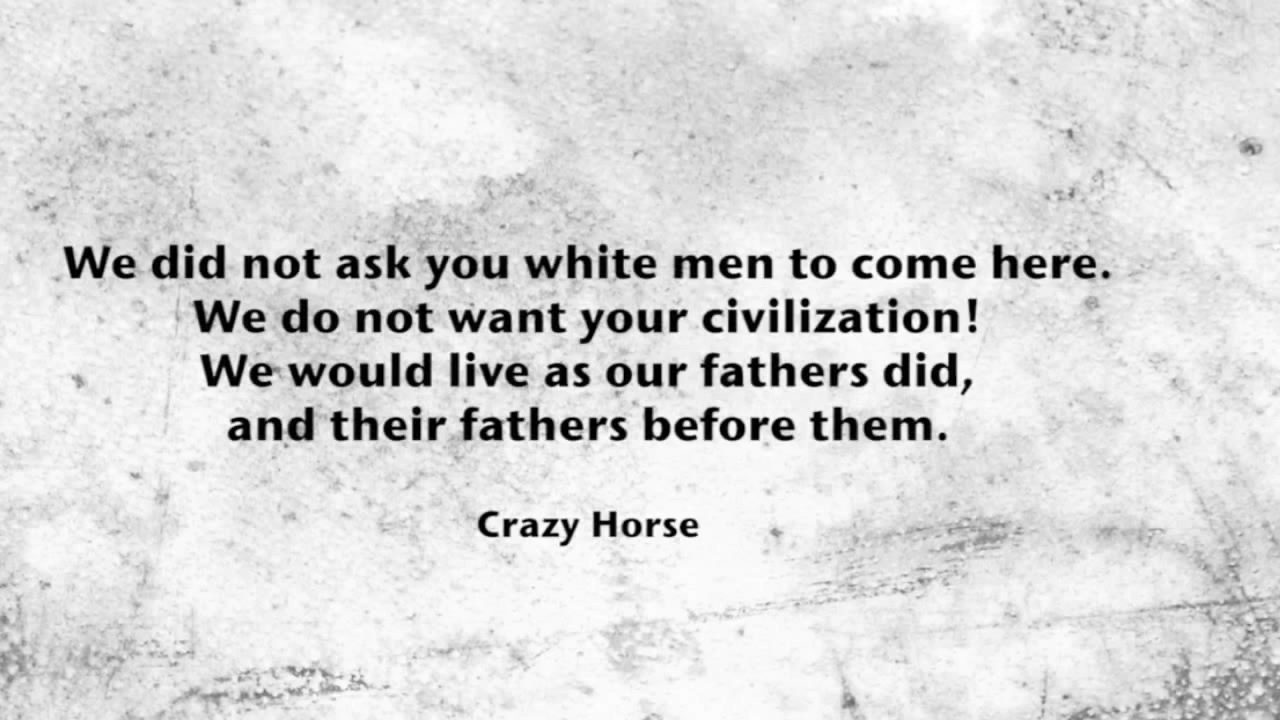 We did not ask you white men to come here.
We do not want your civilization!
We would live as our fathers did,
and their fathers before them.
Crazy Horse